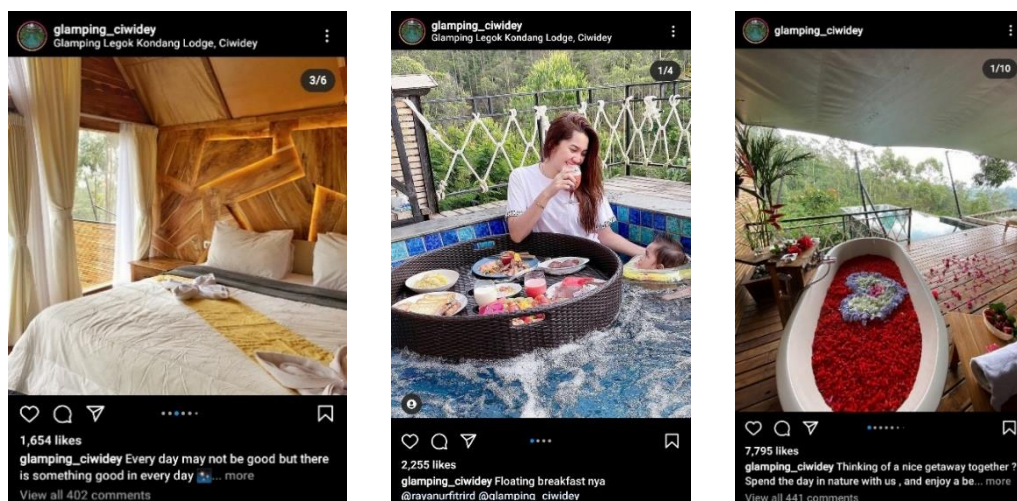 glamping_ciwidey
Glamping Legok Kondang Lodge, Ciwidey
3/6
1,654 likes
glamping_ciwidey Every day may not be good but there
is something good in every day 🌃... more
View all 402 comments
glamping_ciwidey
Glamping Legok Kondang Lodge, Ciwidey
1/4
2,255 likes
glamping_ciwidey Floating breakfast nya
@rayanufitrird @glamping_ciwidey
glamping_ciwidey
1/10
7,795 likes
glamping_ciwidey Thinking of a nice getaway together ?
Spend the day in nature with us , and enjoy a be... more
View all 441 comments